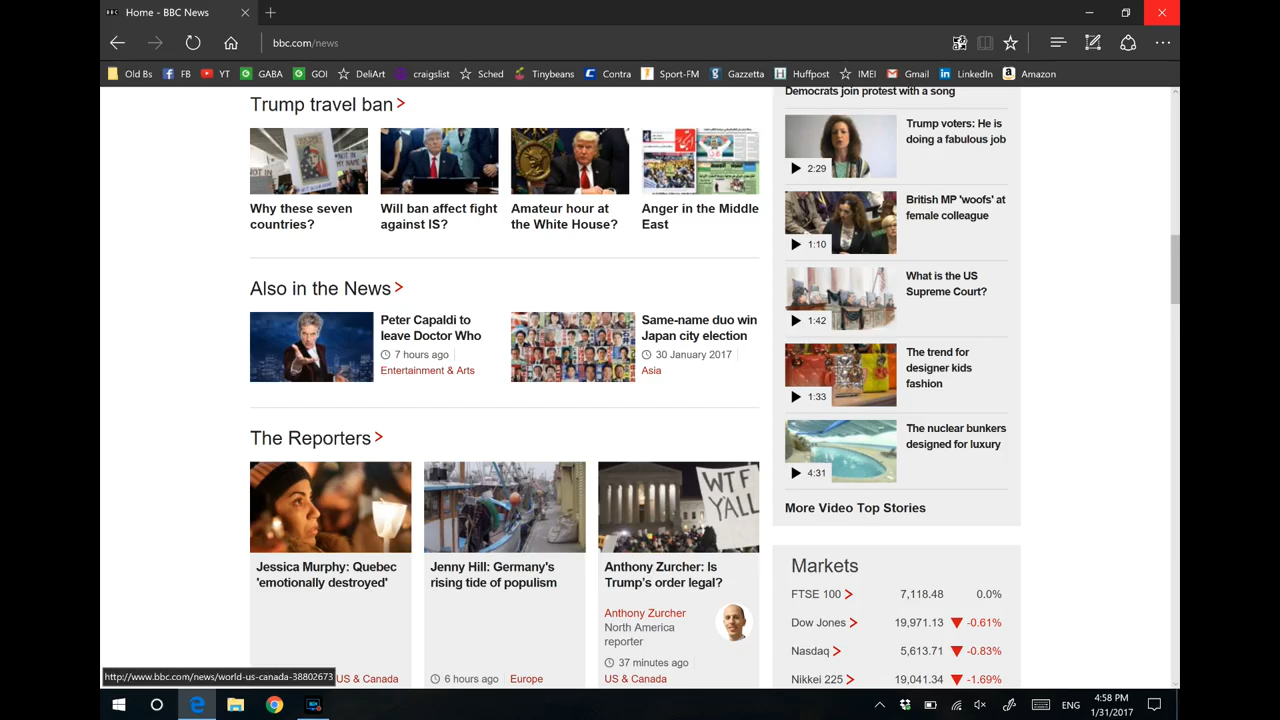 Home - BBC News
bbc.com/news
Old Bs FB YT GABA GOI DeliArt craigslist Sched Tinybeans Contra Sport-FM Gazzetta Huffpost IMEI Gmail LinkedIn Amazon
Trump travel ban
NOT IN MY NAME
NOT IN
Why these seven
countries?
Will ban affect fight
against IS?
Amateur hour at
the White House?
Anger in the Middle
East
Also in the News
Peter Capaldi to
leave Doctor Who
7 hours ago
Entertainment & Arts
Same-name duo win
Japan city election
30 January 2017
Asia
The Reporters
Jessica Murphy: Quebec
'emotionally destroyed'
US & Canada
Jenny Hill: Germany's
rising tide of populism
6 hours ago Europe
WTF
YALL
Anthony Zurcher: Is
Trump's order legal?
Anthony Zurcher
North America
reporter
37 minutes ago
US & Canada
Democrats join protest with a song
2:29
Trump voters: He is
doing a fabulous job
1:10
British MP 'woofs' at
female colleague
1:42
What is the US
Supreme Court?
1:33
The trend for
designer kids
fashion
4:31
The nuclear bunkers
designed for luxury
More Video Top Stories
Markets
FTSE 100 7,118.48 0.0%
Dow Jones 19,971.13 -0.61%
Nasdaq 5,613.71 -0.83%
Nikkei 225 19,041.34 -1.69%
http://www.bbc.com/news/world-us-canada-38802673
ENG
4:58 PM
1/31/2017